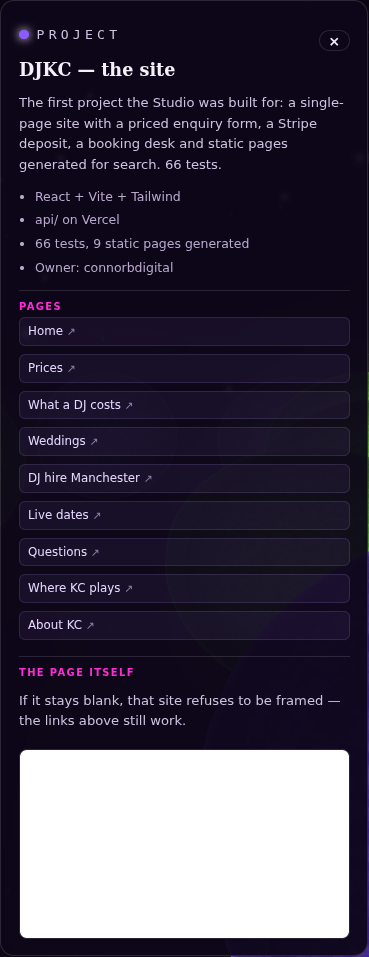 PROJECT
×
DJKC — the site
The first project the Studio was built for: a single-
page site with a priced enquiry form, a Stripe
deposit, a booking desk and static pages
generated for search. 66 tests.
• React + Vite + Tailwind
• api/ on Vercel
• 66 tests, 9 static pages generated
• Owner: connorbdigital
PAGES
Home ↗
Prices ↗
What a DJ costs ↗
Weddings ↗
DJ hire Manchester ↗
Live dates ↗
Questions ↗
Where KC plays ↗
About KC ↗
THE PAGE ITSELF
If it stays blank, that site refuses to be framed —
the links above still work.